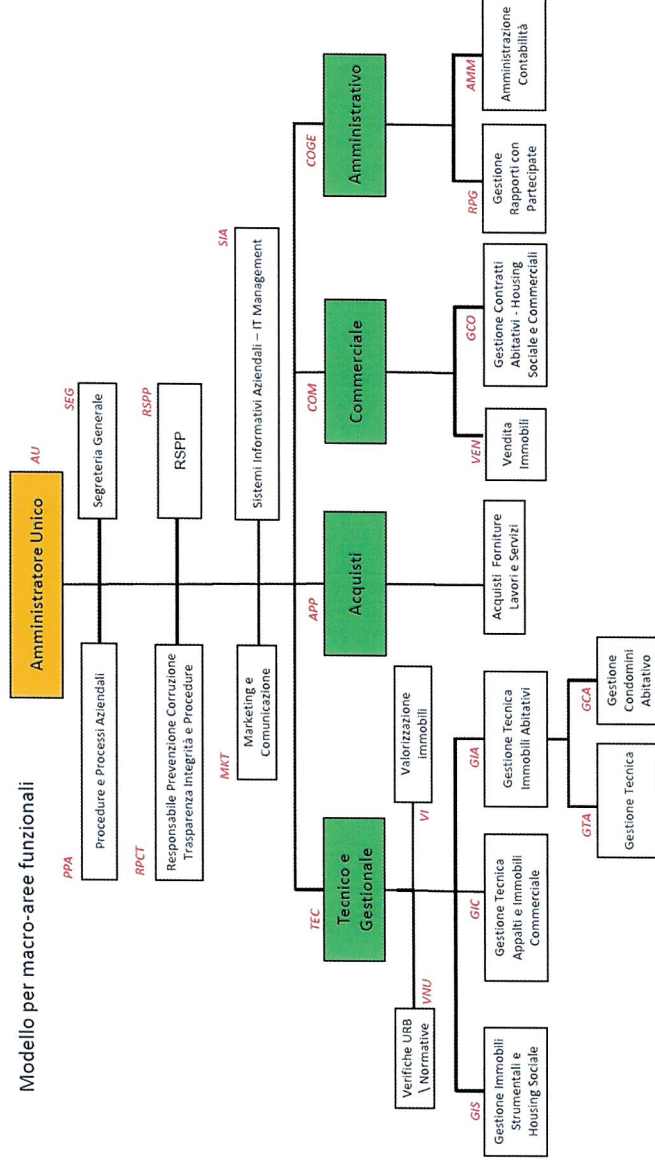 Modello per macro-aree funzionali
AU
Amministratore Unico
PPA
Procedure e Processi Aziendali
SEG
Segreteria Generale
RPCT
Responsabile Prevenzione Corruzione
Trasparenza Integrità e Procedure
RSPP
RSPP
MKT
Marketing e
Comunicazione
SIA
Sistemi Informativi Aziendali – IT Management
TEC
Tecnico e
Gestionale
APP
Acquisti
COM
Commerciale
COGE
Amministrativo
Verifiche URB
\ Normative
VNU
VI
Valorizzazione
immobili
GIS
Gestione Immobili
Strumentali e
Housing Sociale
GIC
Gestione Tecnica
Appalti e Immobili
Commerciale
GIA
Gestione Tecnica
Immobili Abitativi
Acquisti Forniture
Lavori e Servizi
VEN
Vendita
Immobili
GCO
Gestione Contratti
Abitativi - Housing
Sociale e Commerciali
RPG
Gestione
Rapporti con
Partecipate
AMM
Amministrazione
Contabilità
GTA
Gestione Tecnica
GCA
Gestione
Condomini
Abitativo